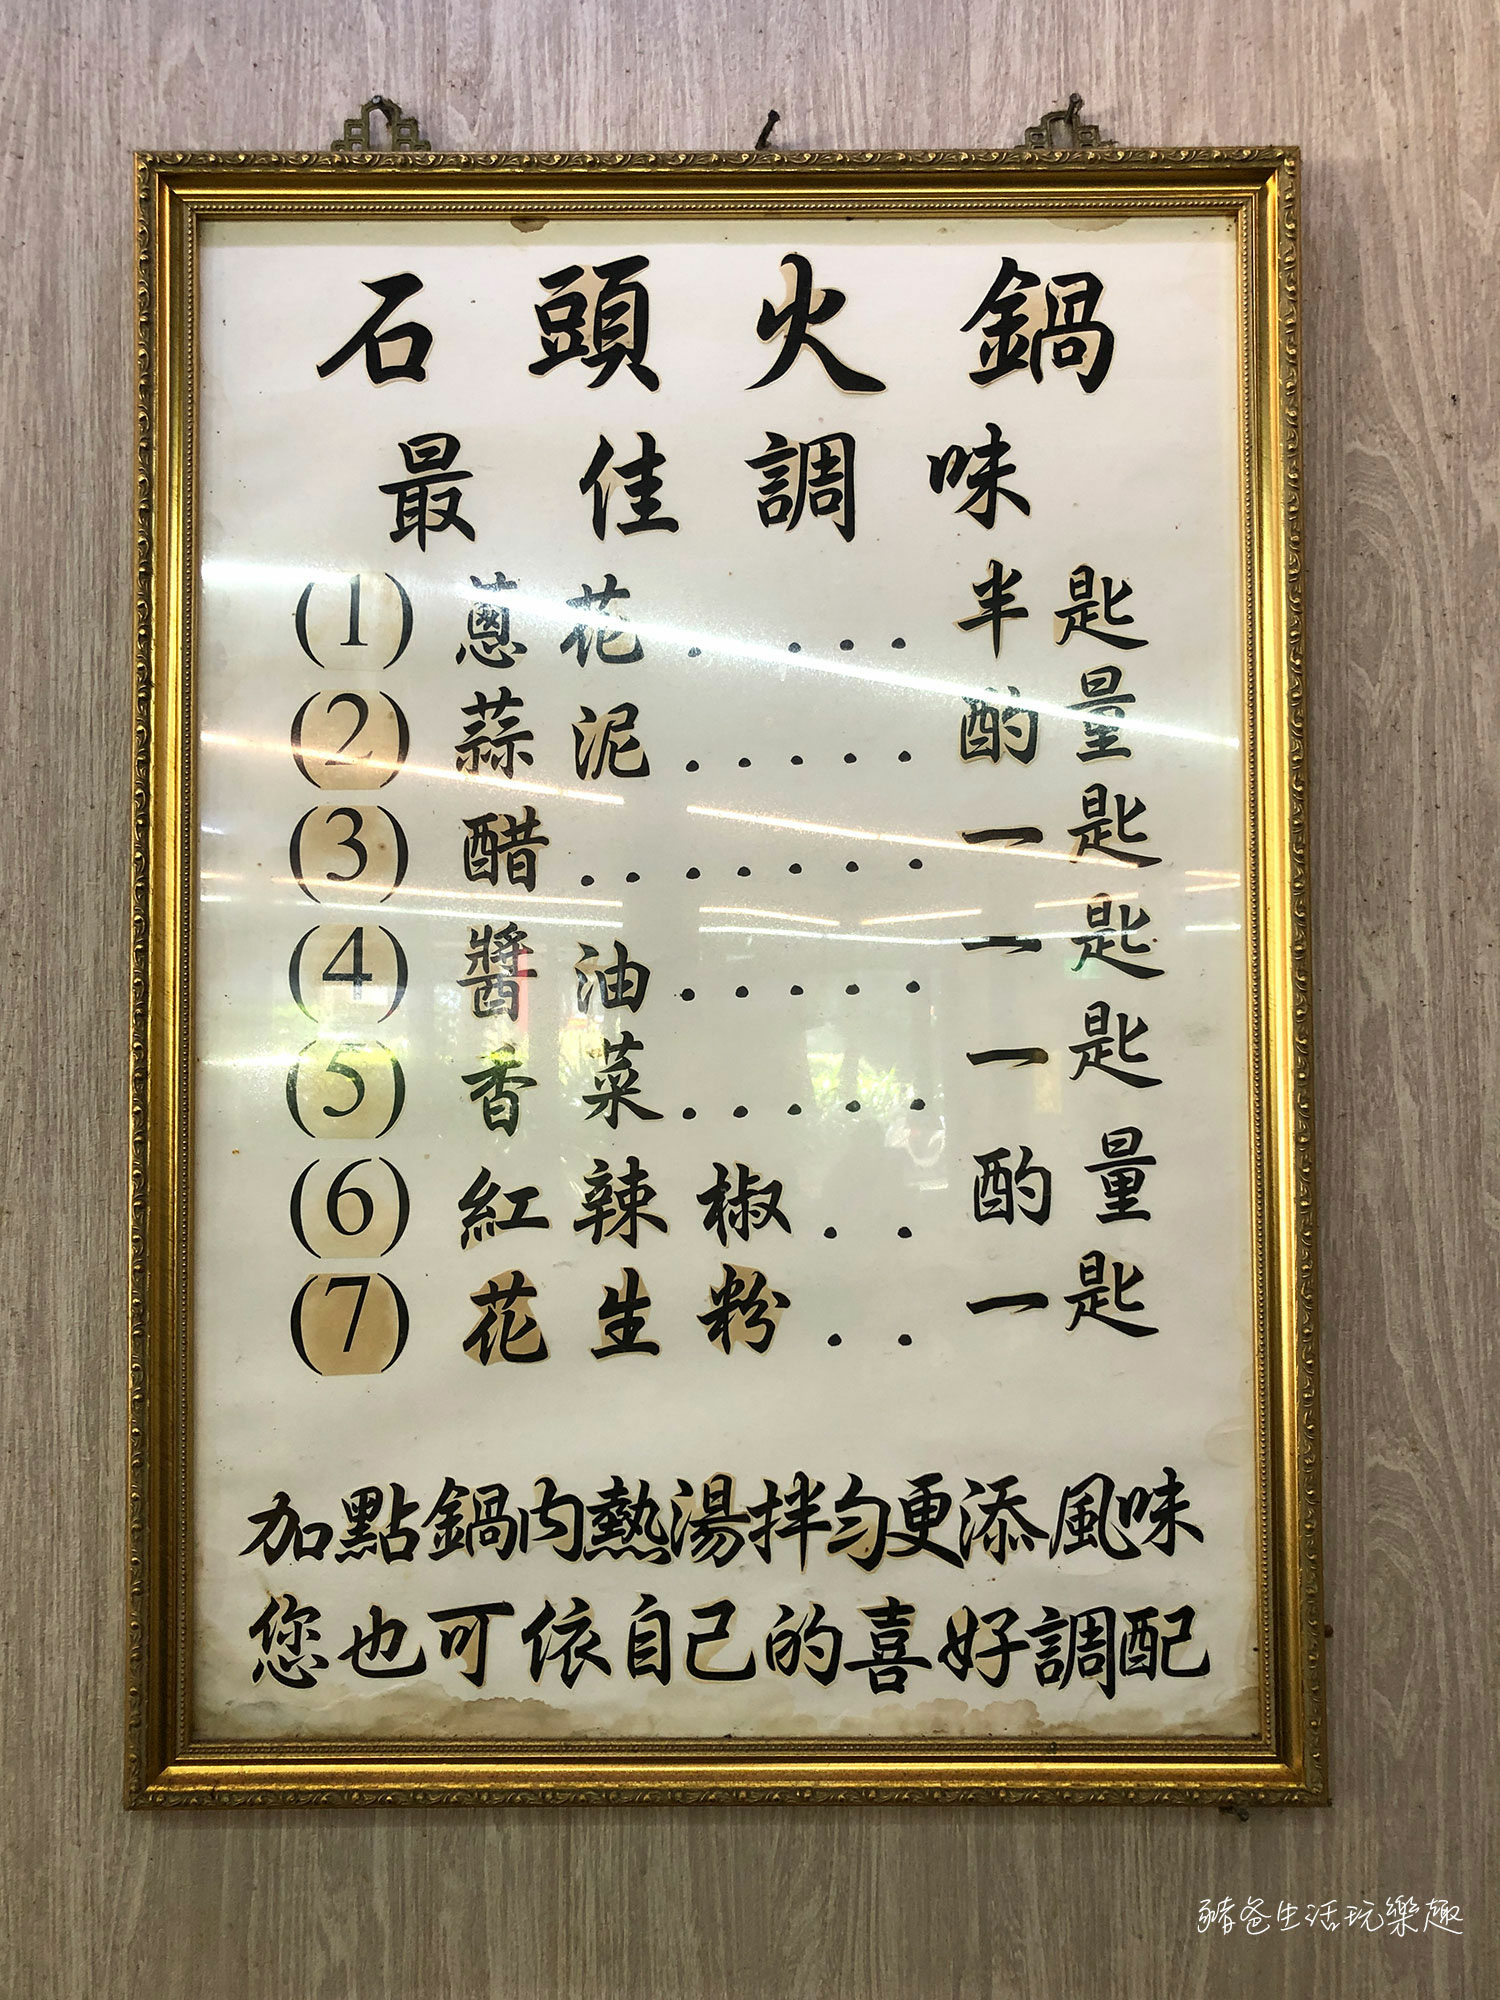 石頭火鍋
最佳調味
(1) 蔥花 . . . . . 半匙
(2) 蒜泥 . . . . . 酌量
(3) 醋 . . . . . . . 一匙
(4) 醬油 . . . . . 一匙
(5) 香菜 . . . . . 一匙
(6) 紅辣椒 . . 酌量
(7) 花生粉 . . 一匙
加點鍋內熱湯拌勻更添風味
您也可依自己的喜好調配
豬爸生活玩樂趣